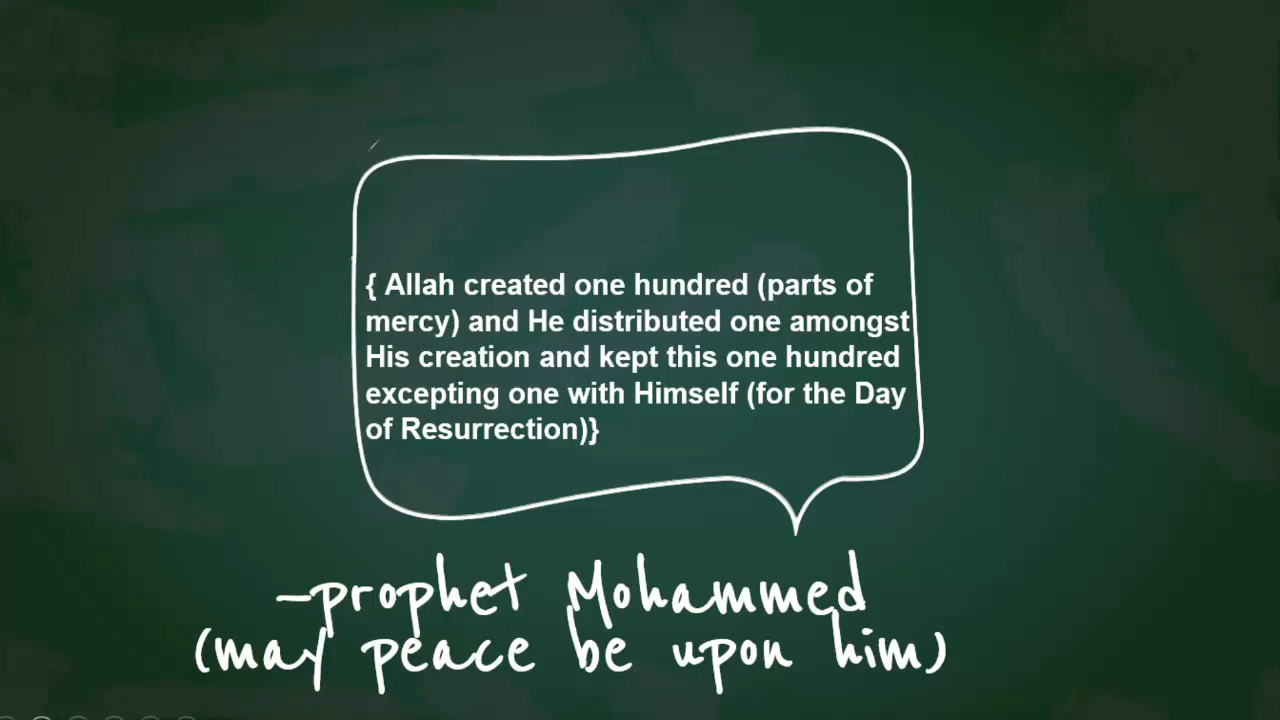 { Allah created one hundred (parts of
mercy) and He distributed one amongst
His creation and kept this one hundred
excepting one with Himself (for the Day
of Resurrection)}
–prophet Mohammed
(may peace be upon him)